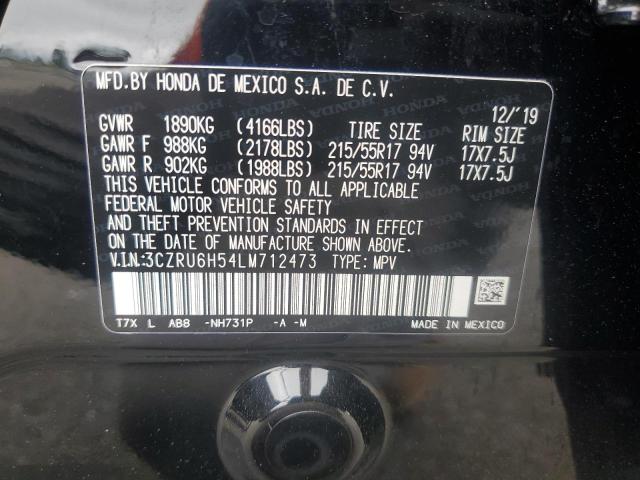 MFD. BY HONDA DE MEXICO S.A. DE C.V.
12/'19
GVWR 1890KG (4166LBS) TIRE SIZE RIM SIZE
GAWR F 988KG (2178LBS) 215/55R17 94V 17X7.5J
GAWR R 902KG (1988LBS) 215/55R17 94V 17X7.5J
THIS VEHICLE CONFORMS TO ALL APPLICABLE
FEDERAL MOTOR VEHICLE SAFETY
AND THEFT PREVENTION STANDARDS IN EFFECT
ON THE DATE OF MANUFACTURE SHOWN ABOVE.
V.I.N.:3CZRU6H54LM712473 TYPE: MPV
T7X L AB8 -NH731P -A -M MADE IN MEXICO